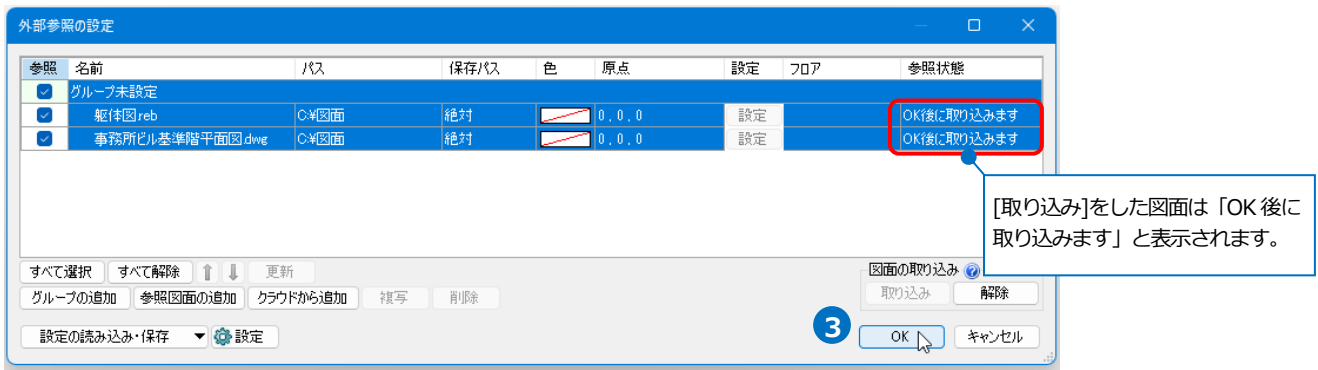 外部参照の設定
参照 名前 パス 保存パス 色 原点 設定 フロア 参照状態
グループ未設定
躯体図.reb C:¥図面 絶対 0 , 0 , 0 設定 OK後に取り込みます
事務所ビル基準階平面図.dwg C:¥図面 絶対 0 , 0 , 0 設定 OK後に取り込みます
[取り込み]をした図面は「OK 後に
取り込みます」と表示されます。
すべて選択 すべて解除 更新 図面の取り込み
グループの追加 参照図面の追加 クラウドから追加 複写 削除 取り込み 解除
設定の読み込み・保存 設定 3 OK キャンセル